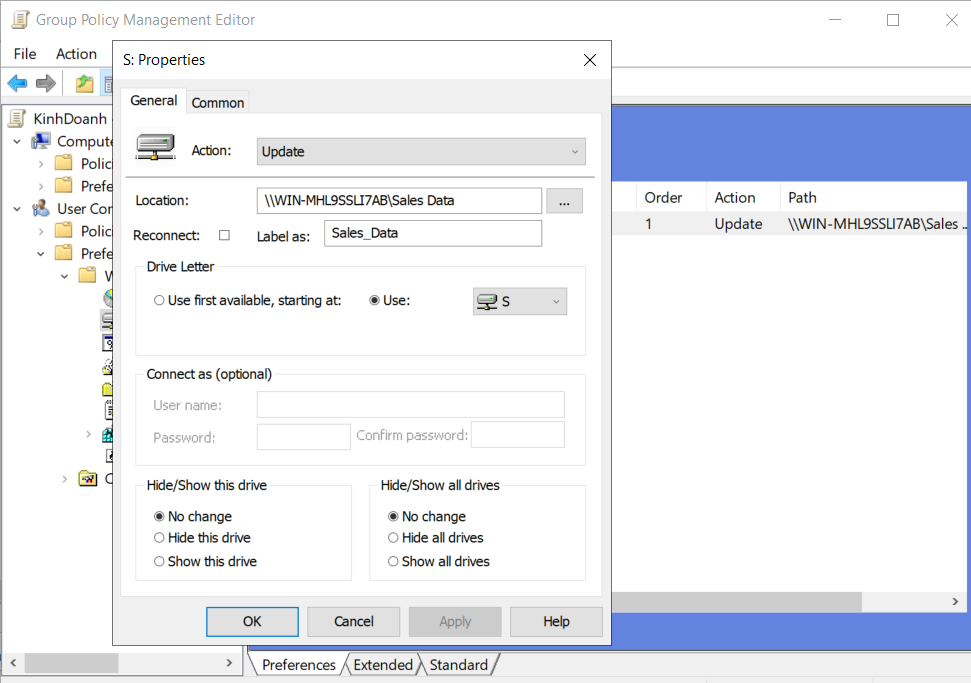 Group Policy Management Editor
File Action
S: Properties
General Common
KinhDoanh
Compute
Polici
Prefe
User Con
Polici
Prefe
Action: Update
Location: \\WIN-MHL9SSLI7AB\Sales Data ...
Reconnect: Label as: Sales_Data
Drive Letter
Use first available, starting at: Use: S
Connect as (optional)
User name:
Password: Confirm password:
Hide/Show this drive Hide/Show all drives
No change No change
Hide this drive Hide all drives
Show this drive Show all drives
OK Cancel Apply Help
Order Action Path
1 Update \\WIN-MHL9SSLI7AB\Sales ...
Preferences Extended Standard